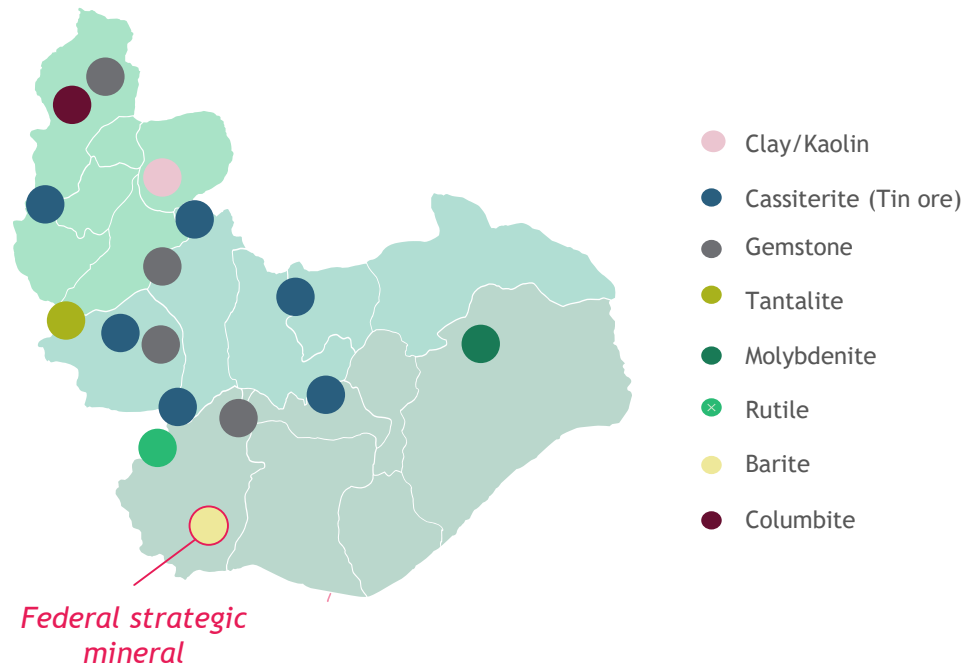 Clay/Kaolin
Cassiterite (Tin ore)
Gemstone
Tantalite
Molybdenite
Rutile
Barite
Columbite
Federal strategic
mineral